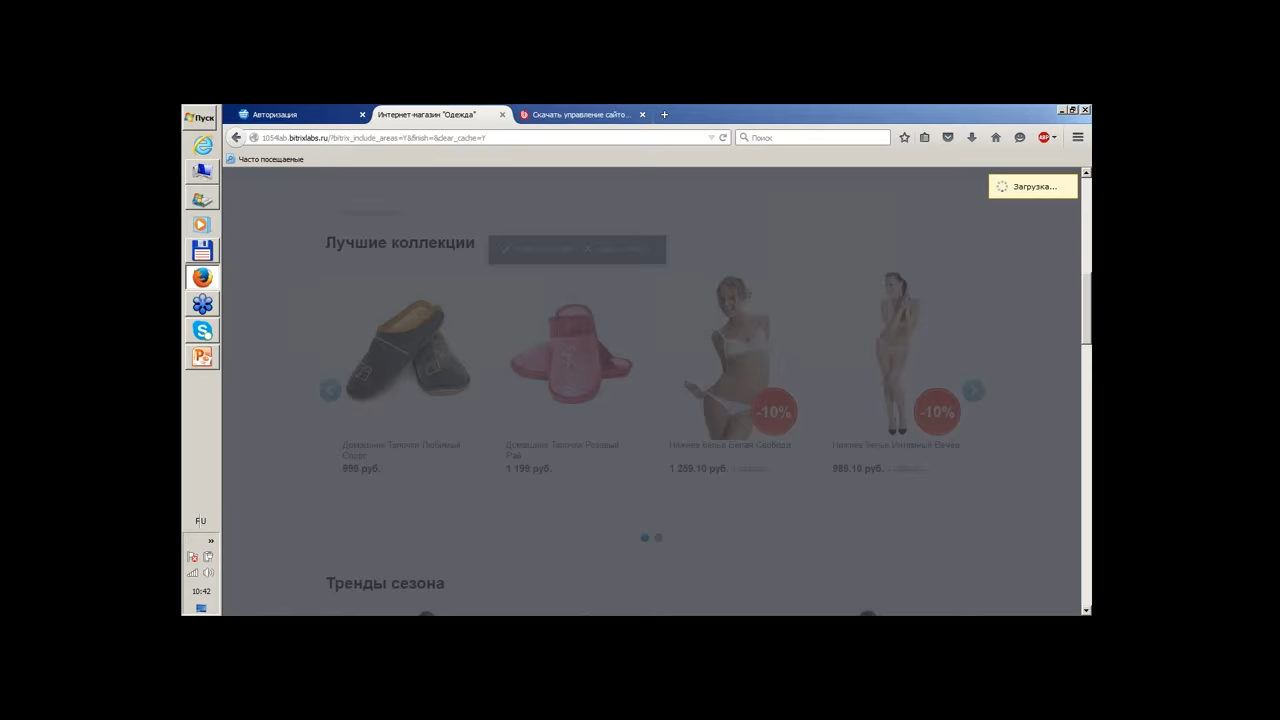 Пуск
Авторизация
Интернет-магазин "Одежда"
Скачать управление сайто...
1054lab.bitrixlabs.ru/?bitrix_include_areas=Y&finish=&clear_cache=Y
Поиск
ABP
Часто посещаемые
Загрузка...
Лучшие коллекции
-10%
-10%
Домашние Тапочки Любимый Спорт
999 руб.
Домашние Тапочки Розовый Рай
1 199 руб.
Нижнее Белье Белая Свобода
1 259.10 руб.
Нижнее Белье Интимный Вечер
989.10 руб.
Тренды сезона
10:42